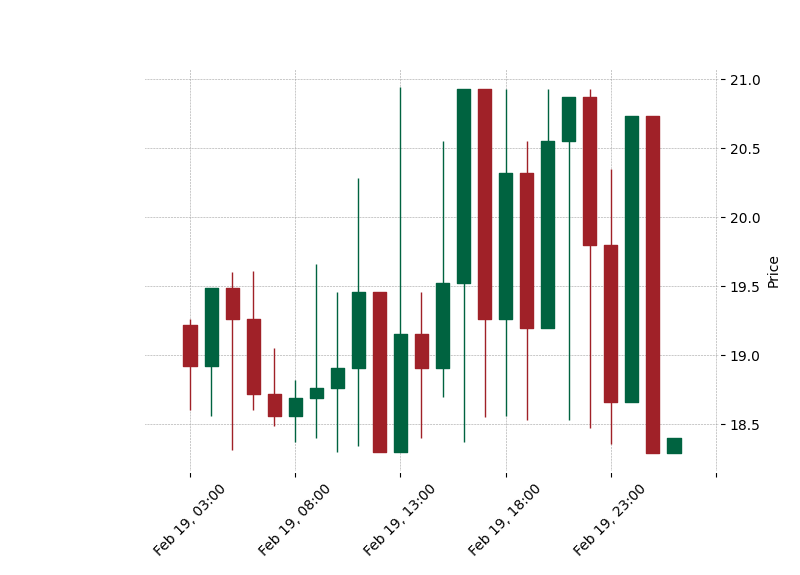 21.0
20.5
20.0
19.5
19.0
18.5
Price
Feb 19, 03:00
Feb 19, 08:00
Feb 19, 13:00
Feb 19, 18:00
Feb 19, 23:00